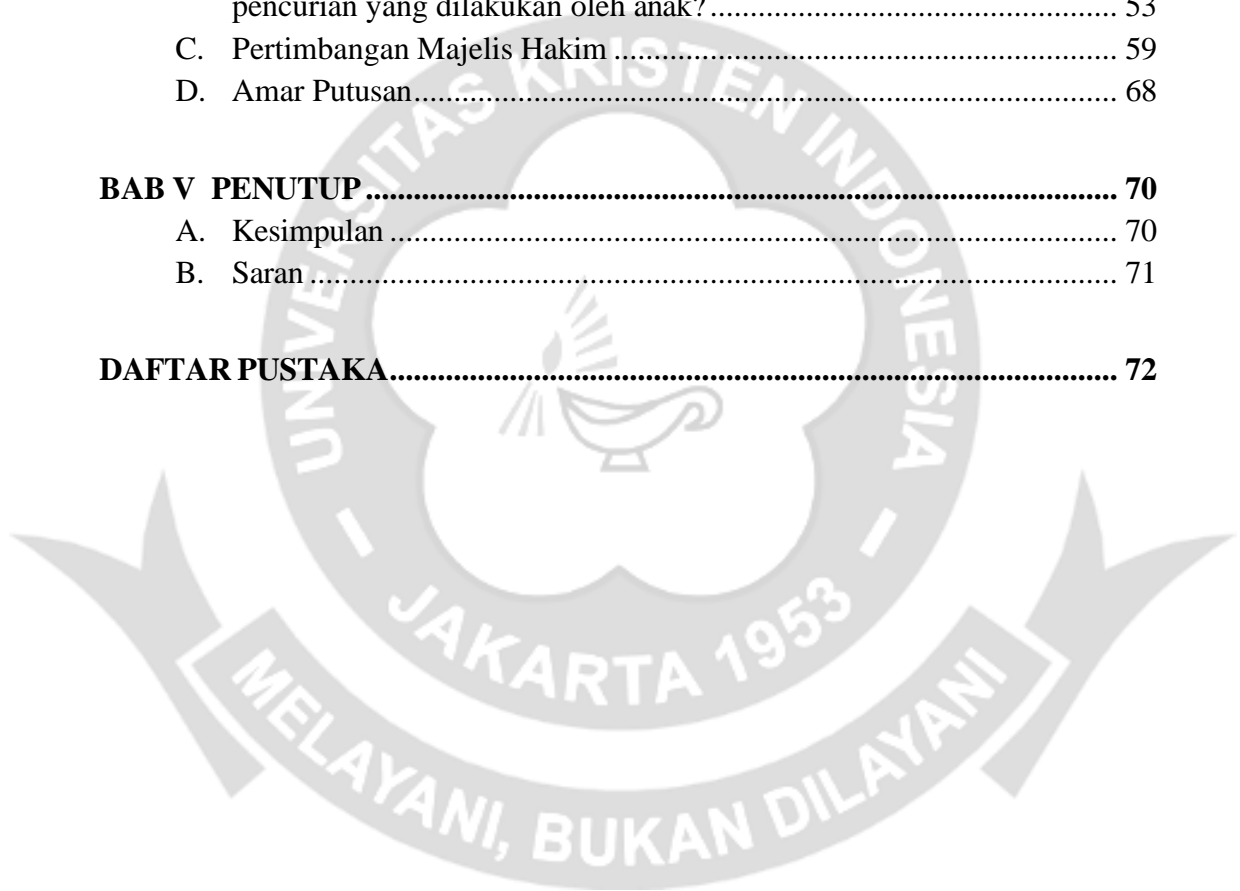 pencurian yang dilakukan oleh anak?.................................................... 53
C. Pertimbangan Majelis Hakim ................................................................ 59
D. Amar Putusan......................................................................................... 68
BAB V PENUTUP .............................................................................................. 70
A. Kesimpulan ............................................................................................ 70
B. Saran ...................................................................................................... 71
DAFTAR PUSTAKA........................................................................................... 72
UNIVERSITAS KRISTEN INDONESIA
- JAKARTA 1953 -
MELAYANI, BUKAN DILAYANI